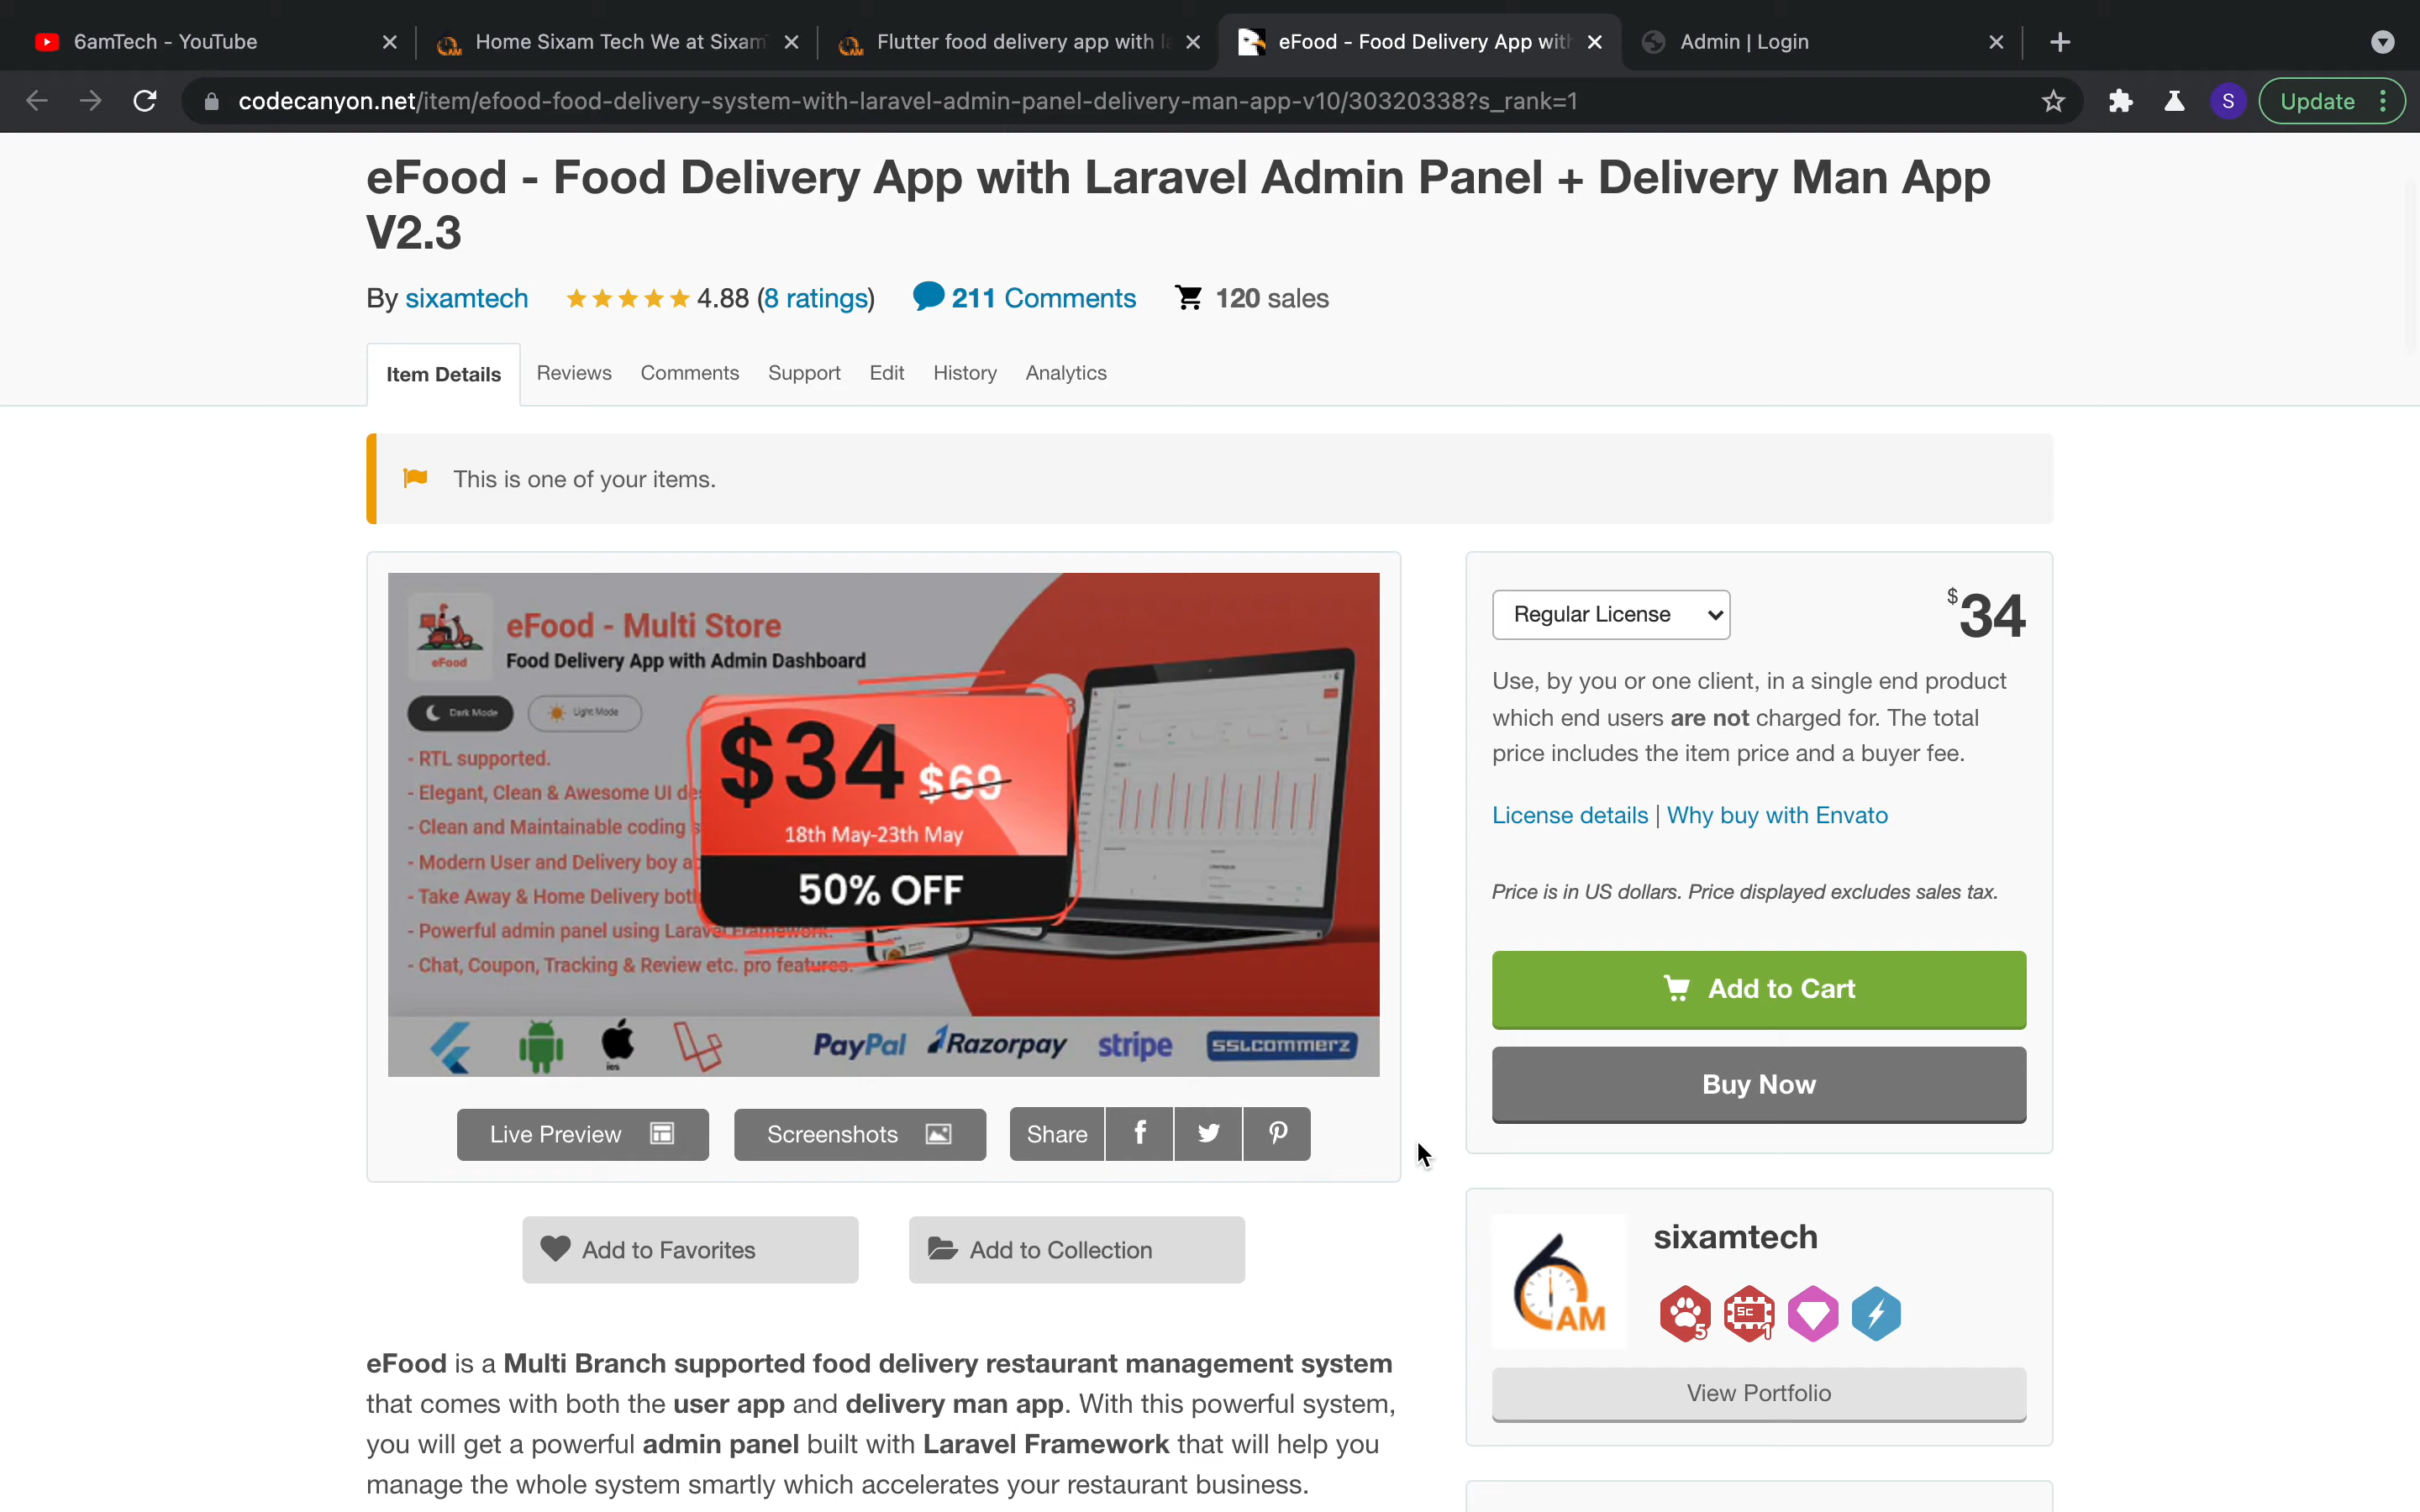 6amTech - YouTube
Home Sixam Tech We at Sixam
Flutter food delivery app with
eFood - Food Delivery App with
Admin | Login
codecanyon.net/item/efood-food-delivery-system-with-laravel-admin-panel-delivery-man-app-v10/30320338?s_rank=1
S
Update
eFood - Food Delivery App with Laravel Admin Panel + Delivery Man App
V2.3
By sixamtech
4.88 (8 ratings)
211 Comments
120 sales
Item Details
Reviews
Comments
Support
Edit
History
Analytics
This is one of your items.
eFood
eFood - Multi Store
Food Delivery App with Admin Dashboard
Dark Mode
Light Mode
- RTL supported.
- Elegant, Clean & Awesome UI
- Clean and Maintainable coding
- Modern User and Delivery boy
- Take Away & Home Delivery
- Powerful admin panel using Laravel Framework.
- Chat, Coupon, Tracking & Review etc. pro features.
$34 $69
18th May-23th May
50% OFF
ios
PayPal
Razorpay
stripe
SSLCOMMERZ
Live Preview
Screenshots
Share
Add to Favorites
Add to Collection
eFood is a Multi Branch supported food delivery restaurant management system
that comes with both the user app and delivery man app. With this powerful system,
you will get a powerful admin panel built with Laravel Framework that will help you
manage the whole system smartly which accelerates your restaurant business.
Regular License
$34
Use, by you or one client, in a single end product
which end users are not charged for. The total
price includes the item price and a buyer fee.
License details | Why buy with Envato
Price is in US dollars. Price displayed excludes sales tax.
Add to Cart
Buy Now
6AM
sixamtech
5
SC
1
View Portfolio